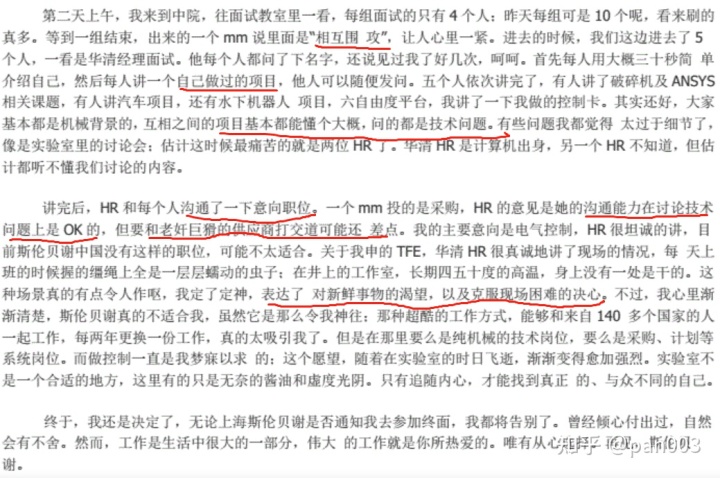 第二天上午，我来到中院，往面试教室里一看，每组面试的只有 4 个人；昨天每组可是 10 个呢，看来刷的
真多。等到一组结束，出来的一个 mm 说里面是“相互围 攻”，让人心里一紧。进去的时候，我们这边进去了 5
个人，一看是华清经理面试。他每个人都问了下名字，还说见过我了好几次，呵呵。首先每人用大概三十秒简 单
介绍自己，然后每人讲一个自己做过的项目，他人可以随便发问。五个人依次讲完了，有人讲了破碎机及 ANSYS
相关课题，有人讲汽车项目，还有水下机器人 项目，六自由度平台，我讲了一下我做的控制卡。其实还好，大家
基本都是机械背景的，互相之间的项目基本都能懂个大概，问的都是技术问题。有些问题我都觉得 太过于细节了，
像是实验室里的讨论会；估计这时候最痛苦的就是两位 HR 了。华清 HR 是计算机出身，另一个 HR 不知道，但估
计都听不懂我们讨论的内容。
讲完后，HR 和每个人沟通了一下意向职位。一个 mm 投的是采购，HR 的意见是她的沟通能力在讨论技术
问题上是 OK 的，但要和老奸巨猾的供应商打交道可能还 差点。我的主要意向是电气控制，HR 很坦诚的讲，目
前斯伦贝谢中国没有这样的职位，可能不太适合。关于我申的 TFE，华清 HR 很真诚地讲了现场的情况，每 天上
班的时候握的缰绳上全是一层层蠕动的虫子；在井上的工作室，长期四五十度的高温，身上没有一处是干的。这
种场景真的有点令人作呕，我定了定神，表达了 对新鲜事物的渴望，以及克服现场困难的决心。不过，我心里渐
渐清楚，斯伦贝谢真的不适合我，虽然它是那么令我神往；那种超酷的工作方式，能够和来自 140 多个国家的人
一起工作，每两年更换一份工作，真的太吸引我了。但是在那里要么是纯机械的技术岗位，要么是采购、计划等
系统岗位。而做控制一直是我梦寐以求 的；这个愿望，随着在实验室的时日飞逝，渐渐变得愈加强烈。实验室不
是一个合适的地方，这里有的只是无奈的酱油和虚度光阴。只有追随内心，才能找到真正 的、与众不同的自己。
终于，我还是决定了，无论上海斯伦贝谢是否通知我去参加终面，我都将告别了。曾经倾心付出过，自然
会有不舍。然而，工作是生活中很大的一部分，伟大 的工作就是你所热爱的。唯有从心选择
谢。
知乎 @pan003